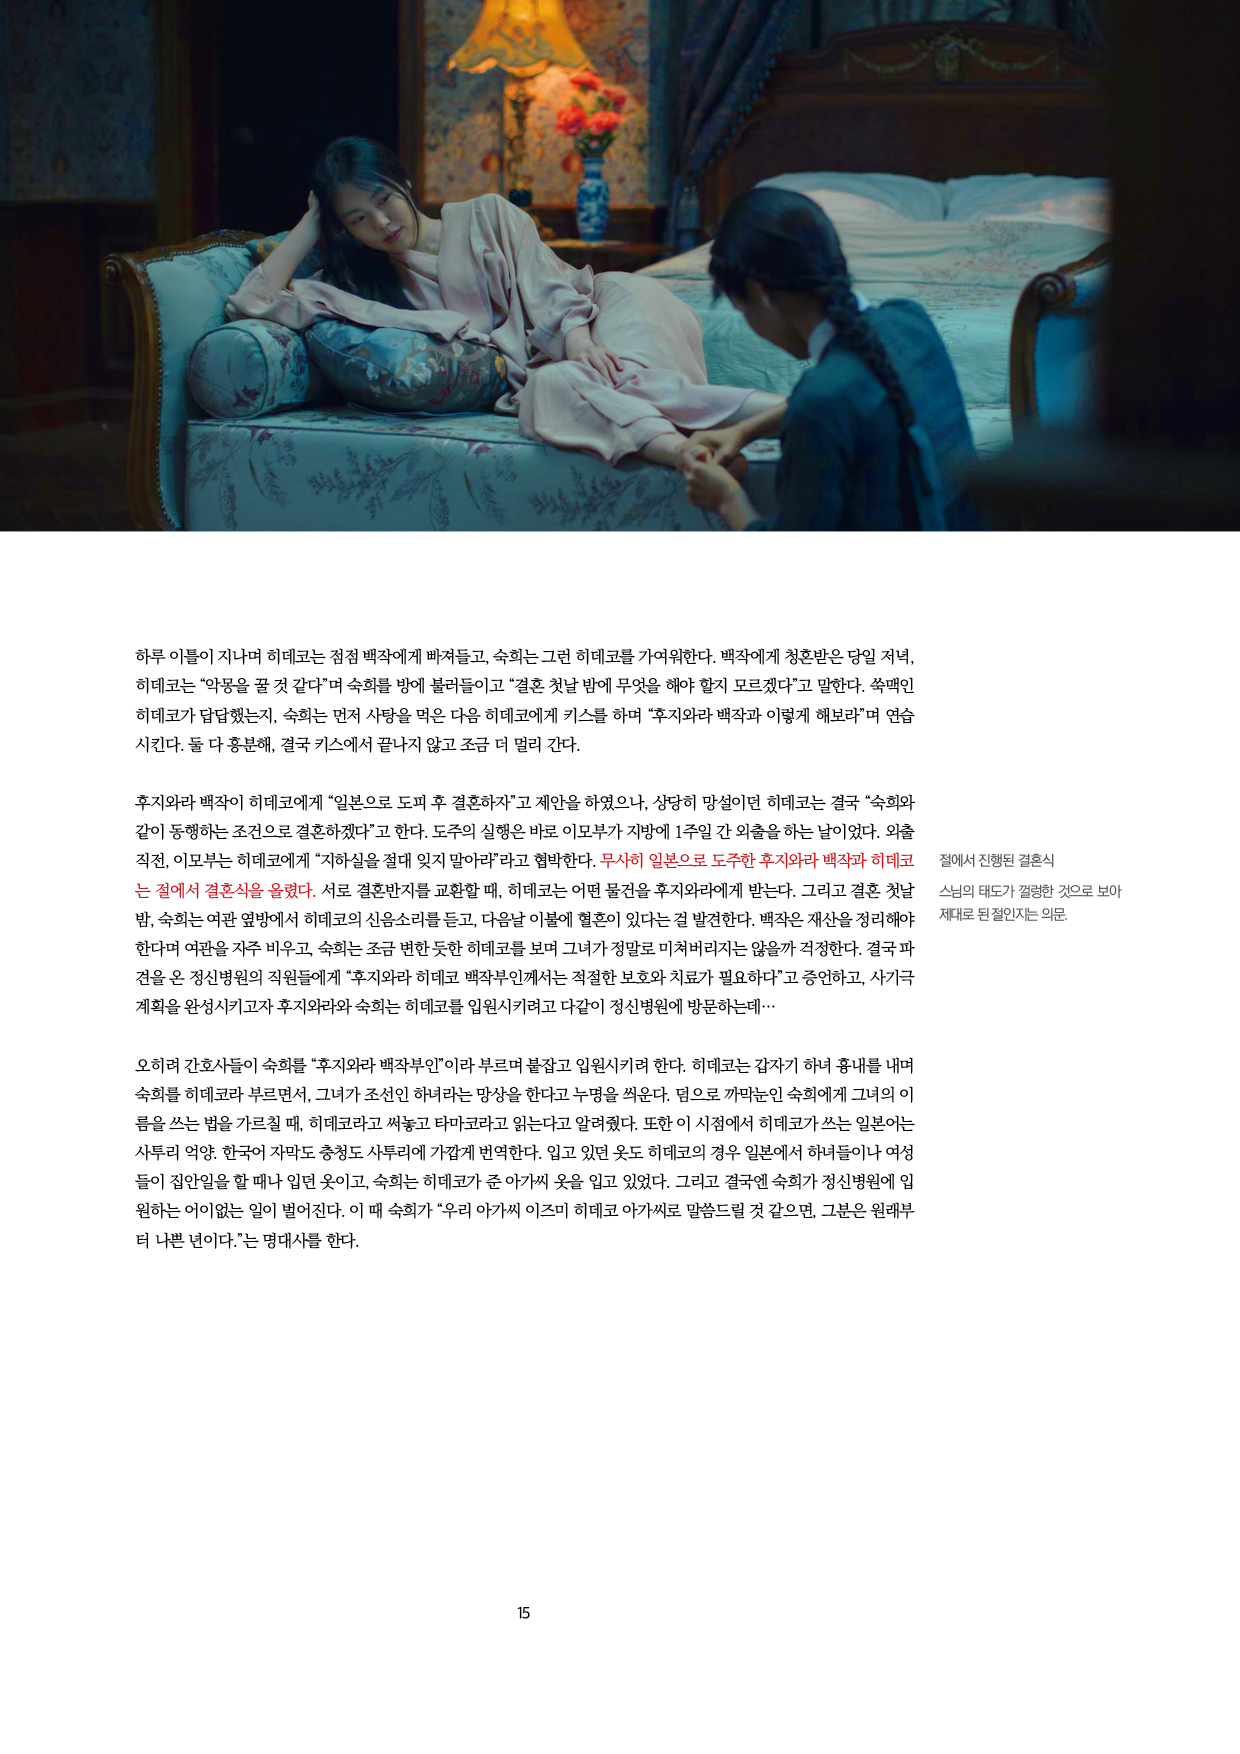 하루 이틀이 지나며 히데코는 점점 백작에게 빠져들고, 숙희는 그런 히데코를 가여워한다. 백작에게 청혼받은 당일 저녁,
히데코는 “악몽을 꿀 것 같다”며 숙희를 방에 불러들이고 “결혼 첫날 밤에 무엇을 해야 할지 모르겠다”고 말한다. 쑥맥인
히데코가 답답했는지, 숙희는 먼저 사탕을 먹은 다음 히데코에게 키스를 하며 “후지와라 백작과 이렇게 해보라”며 연습
시킨다. 둘 다 흥분해, 결국 키스에서 끝나지 않고 조금 더 멀리 간다.
후지와라 백작이 히데코에게 “일본으로 도피 후 결혼하자”고 제안을 하였으나, 상당히 망설이던 히데코는 결국 “숙희와
같이 동행하는 조건으로 결혼하겠다”고 한다. 도주의 실행은 바로 이모부가 지방에 1주일 간 외출을 하는 날이었다. 외출
직전, 이모부는 히데코에게 “지하실을 절대 잊지 말아라”라고 협박한다. 무사히 일본으로 도주한 후지와라 백작과 히데코
는 절에서 결혼식을 올렸다. 서로 결혼반지를 교환할 때, 히데코는 어떤 물건을 후지와라에게 받는다. 그리고 결혼 첫날
밤, 숙희는 여관 옆방에서 히데코의 신음소리를 듣고, 다음날 이불에 혈흔이 있다는 걸 발견한다. 백작은 재산을 정리해야
한다며 여관을 자주 비우고, 숙희는 조금 변한 듯한 히데코를 보며 그녀가 정말로 미쳐버리지는 않을까 걱정한다. 결국 파
견을 온 정신병원의 직원들에게 “후지와라 히데코 백작부인께서는 적절한 보호와 치료가 필요하다”고 증언하고, 사기극
계획을 완성시키고자 후지와라와 숙희는 히데코를 입원시키려고 다같이 정신병원에 방문하는데…
절에서 진행된 결혼식
스님의 태도가 껄렁한 것으로 보아
제대로 된 절인지는 의문.
오히려 간호사들이 숙희를 “후지와라 백작부인”이라 부르며 붙잡고 입원시키려 한다. 히데코는 갑자기 하녀 흉내를 내며
숙희를 히데코라 부르면서, 그녀가 조선인 하녀라는 망상을 한다고 누명을 씌운다. 덤으로 까막눈인 숙희에게 그녀의 이
름을 쓰는 법을 가르칠 때, 히데코라고 써놓고 타마코라고 읽는다고 알려줬다. 또한 이 시점에서 히데코가 쓰는 일본어는
사투리 억양. 한국어 자막도 충청도 사투리에 가깝게 번역한다. 입고 있던 옷도 히데코의 경우 일본에서 하녀들이나 여성
들이 집안일을 할 때나 입던 옷이고, 숙희는 히데코가 준 아가씨 옷을 입고 있었다. 그리고 결국엔 숙희가 정신병원에 입
원하는 어이없는 일이 벌어진다. 이 때 숙희가 “우리 아가씨 이즈미 히데코 아가씨로 말씀드릴 것 같으면, 그분은 원래부
터 나쁜 년이다.”는 명대사를 한다.
15